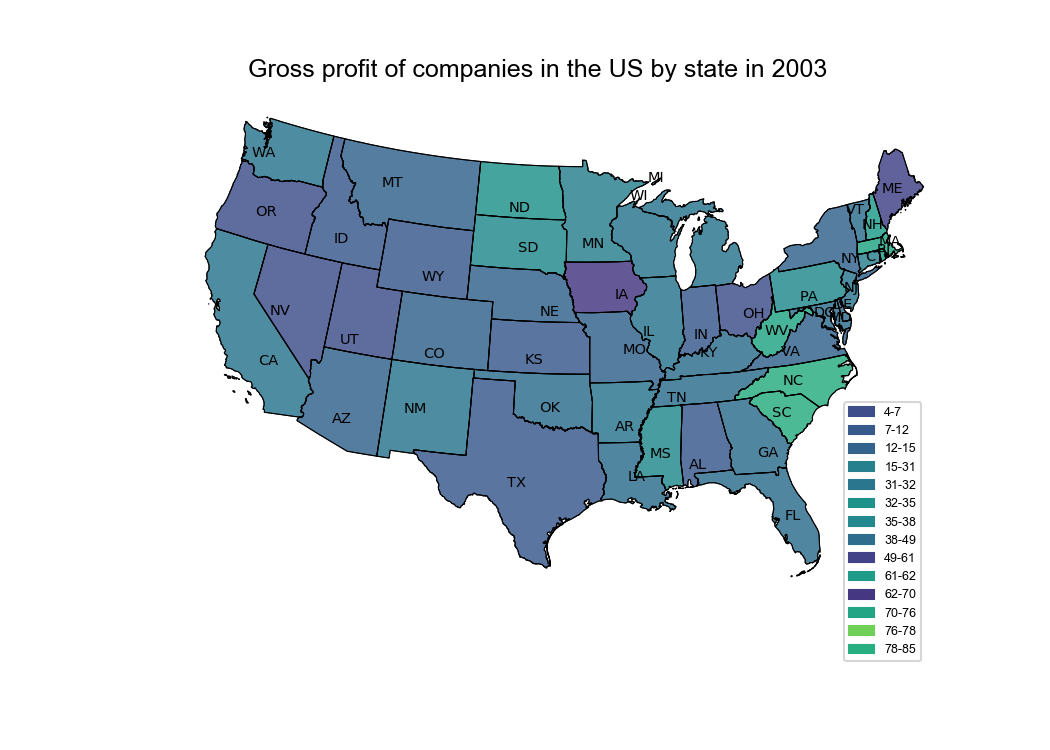 Gross profit of companies in the US by state in 2003
WA
MT
ND
MI
WI
ME
VT
NH
MA
OR
ID
SD
MN
NY
CT
RI
WY
NE
IA
PA
NJ
NV
UT
CO
KS
MO
IL
IN
OH
WV
DC
DE
MD
CA
KY
VA
NC
AZ
NM
OK
AR
TN
SC
MS
AL
GA
TX
LA
FL
4-7
7-12
12-15
15-31
31-32
32-35
35-38
38-49
49-61
61-62
62-70
70-76
76-78
78-85